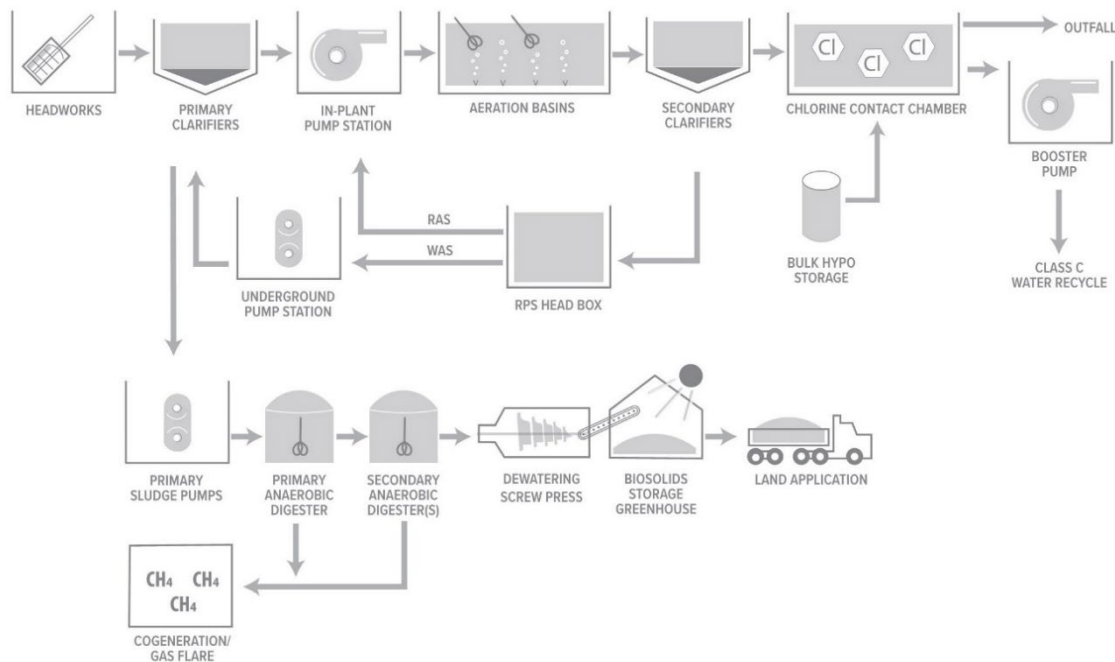 OUTFALL
Cl
Cl
Cl
HEADWORKS
PRIMARY
CLARIFIERS
IN-PLANT
PUMP STATION
AERATION BASINS
SECONDARY
CLARIFIERS
CHLORINE CONTACT CHAMBER
BOOSTER
PUMP
RAS
WAS
UNDERGROUND
PUMP STATION
RPS HEAD BOX
BULK HYPO
STORAGE
CLASS C
WATER RECYCLE
PRIMARY
SLUDGE PUMPS
PRIMARY
ANAEROBIC
DIGESTER
SECONDARY
ANAEROBIC
DIGESTER(S)
DEWATERING
SCREW PRESS
BIOSOLIDS
STORAGE
GREENHOUSE
LAND APPLICATION
CH₄ CH₄
CH₄
COGENERATION/
GAS FLARE